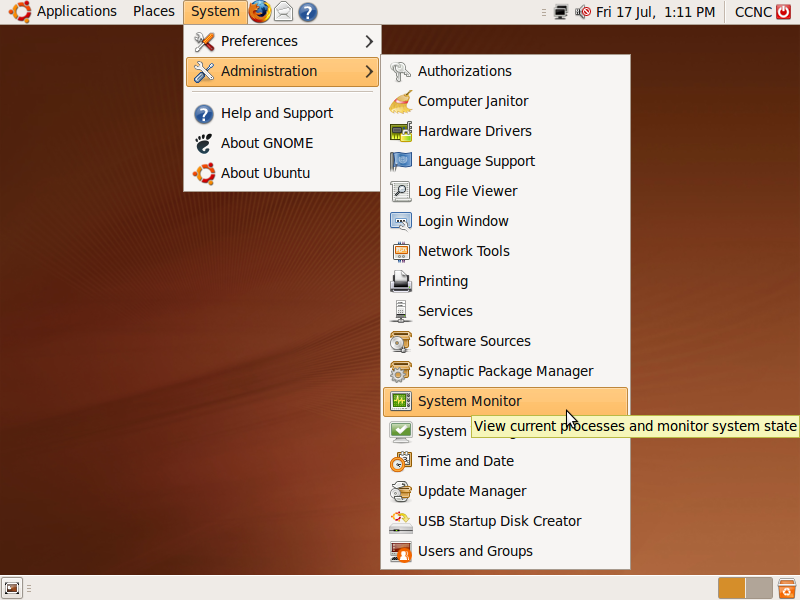 Applications Places System Fri 17 Jul, 1:11 PM CCNC
Preferences
Administration
Help and Support
About GNOME
About Ubuntu
Authorizations
Computer Janitor
Hardware Drivers
Language Support
Log File Viewer
Login Window
Network Tools
Printing
Services
Software Sources
Synaptic Package Manager
System Monitor
View current processes and monitor system state
System
Time and Date
Update Manager
USB Startup Disk Creator
Users and Groups